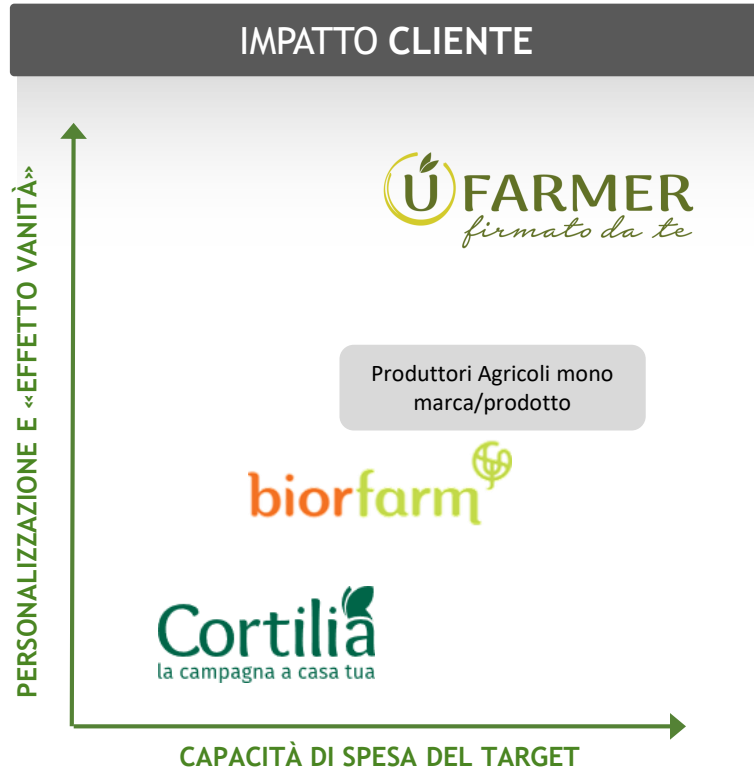 IMPATTO CLIENTE
PERSONALIZZAZIONE E «EFFETTO VANITÀ»
Ú FARMER
firmato da te
Produttori Agricoli mono
marca/prodotto
biorfarm
Cortilia
la campagna a casa tua
CAPACITÀ DI SPESA DEL TARGET